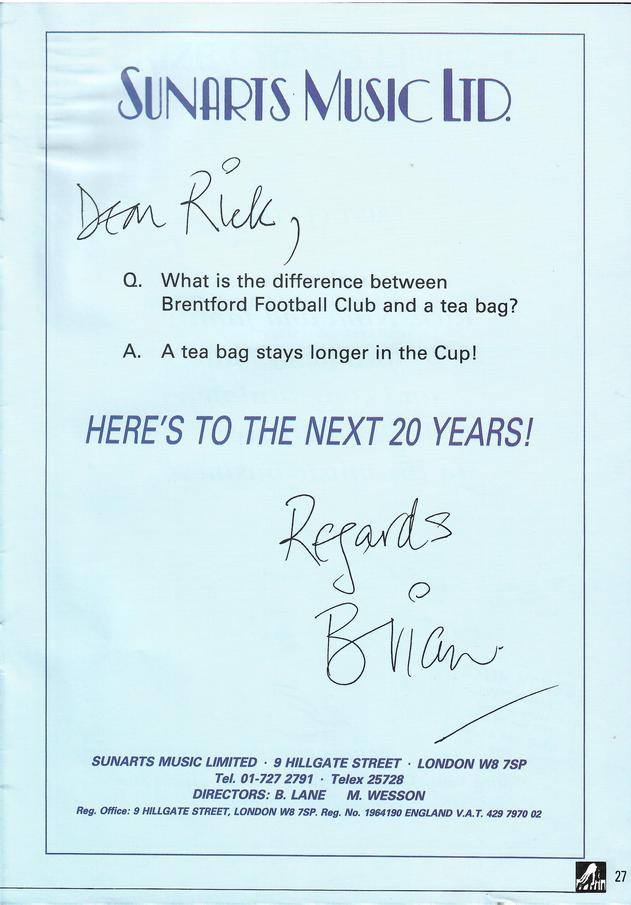 SUNARTS MUSIC LTD.
Dear Rick,
Q. What is the difference between
Brentford Football Club and a tea bag?
A. A tea bag stays longer in the Cup!
HERE'S TO THE NEXT 20 YEARS!
Regards
Brian
SUNARTS MUSIC LIMITED · 9 HILLGATE STREET · LONDON W8 7SP
Tel. 01-727 2791 · Telex 25728
DIRECTORS: B. LANE M. WESSON
Reg. Office: 9 HILLGATE STREET, LONDON W8 7SP. Reg. No. 1964190 ENGLAND V.A.T. 429 7970 02
27